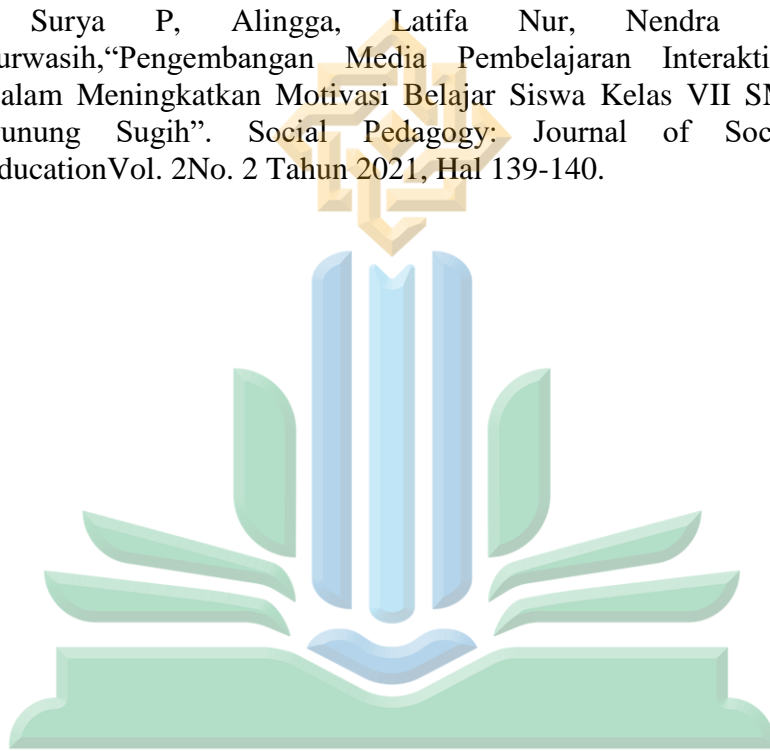 Surya P, Alingga, Latifa Nur, Nendra
urwasih,“Pengembangan Media Pembelajaran Interakti
alam Meningkatkan Motivasi Belajar Siswa Kelas VII SM
unung Sugih”. Social Pedagogy: Journal of Soc
ducationVol. 2No. 2 Tahun 2021, Hal 139-140.